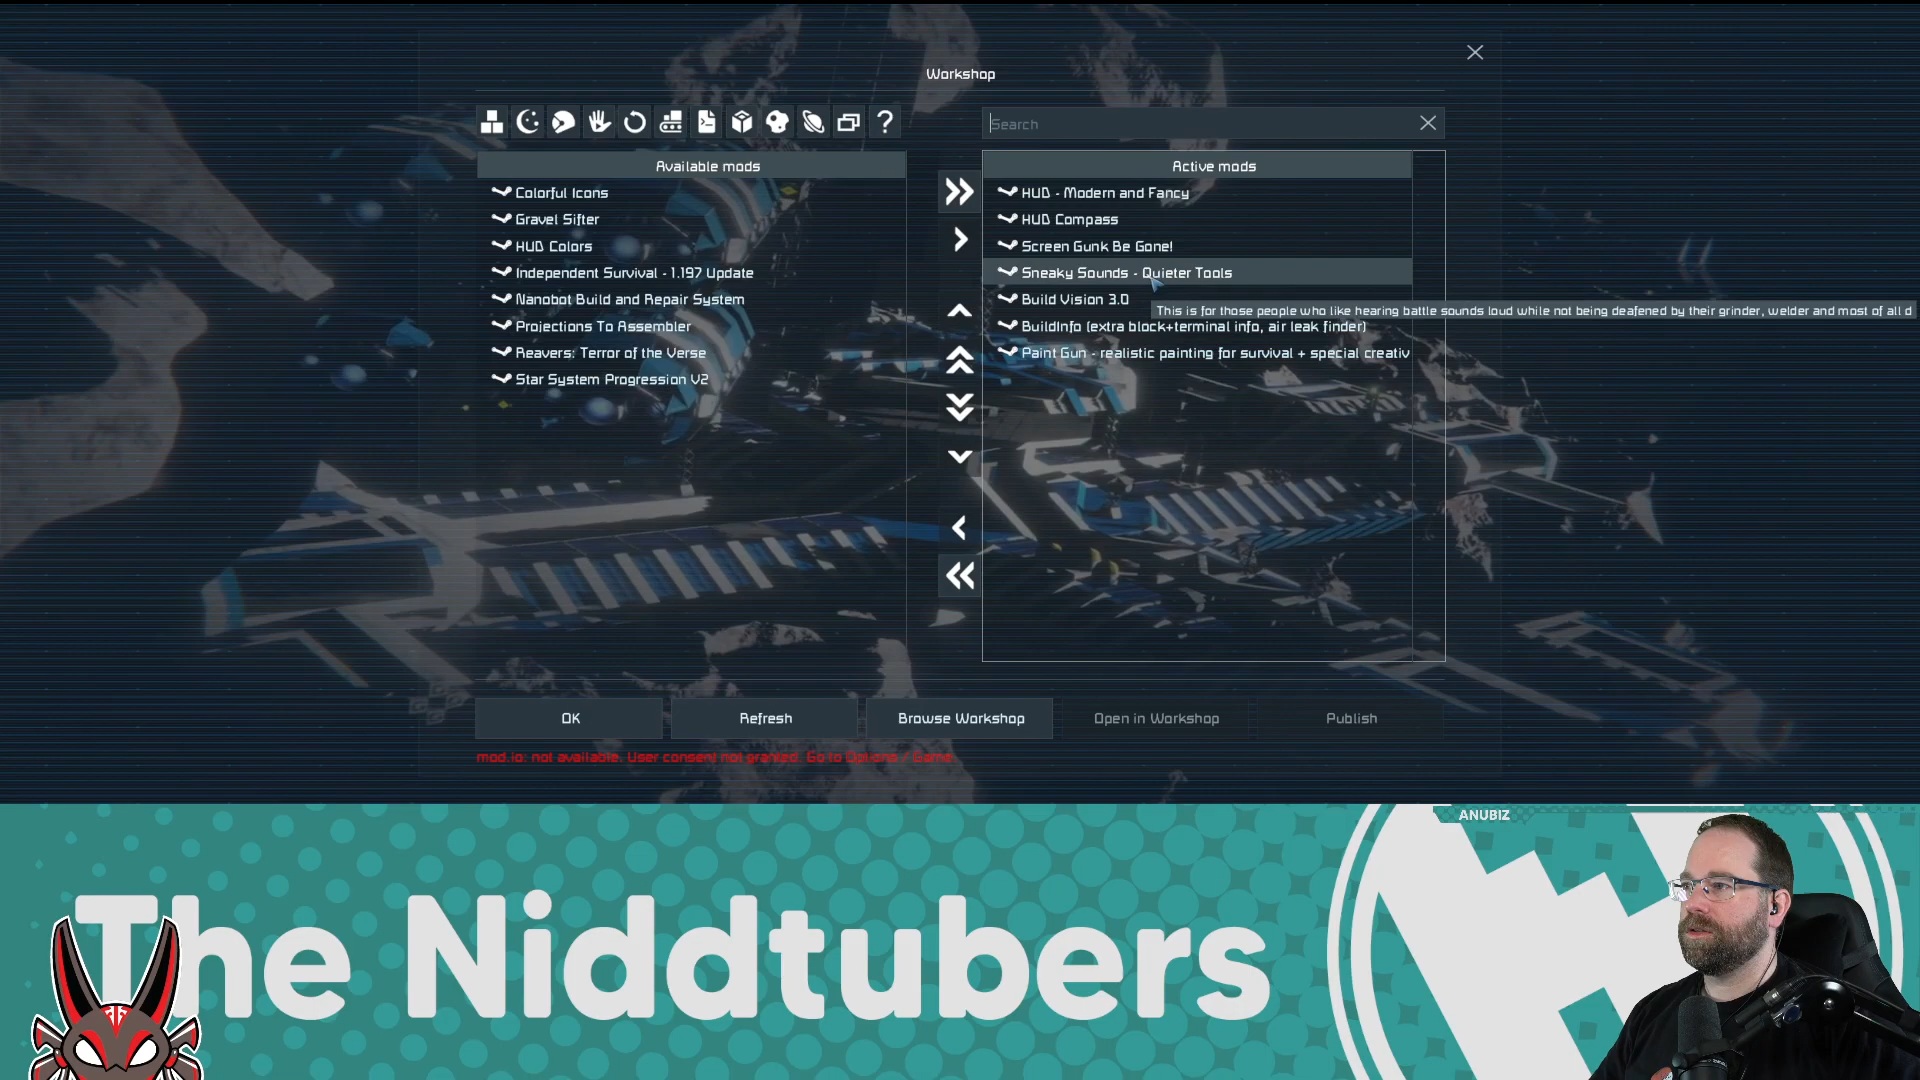 Workshop
Search
Available mods
Colorful Icons
Gravel Sifter
HUD Colors
Independent Survival - 1.197 Update
Nanobot Build and Repair System
Projections To Assembler
Reavers: Terror of the Verse
Star System Progression V2
Active mods
HUD - Modern and Fancy
HUD Compass
Screen Gunk Be Gone!
Sneaky Sounds - Quieter Tools
Build Vision 3.0
This is for those people who like hearing battle sounds loud while not being deafened by their grinder, welder and most of all d
BuildInfo (extra block+terminal info, air leak finder)
Paint Gun - realistic painting for survival + special creativ
OK
Refresh
Browse Workshop
Open in Workshop
Publish
mod.io: not available. User consent not granted. Go to Options / Game
ANUBIZ
The Niddtubers